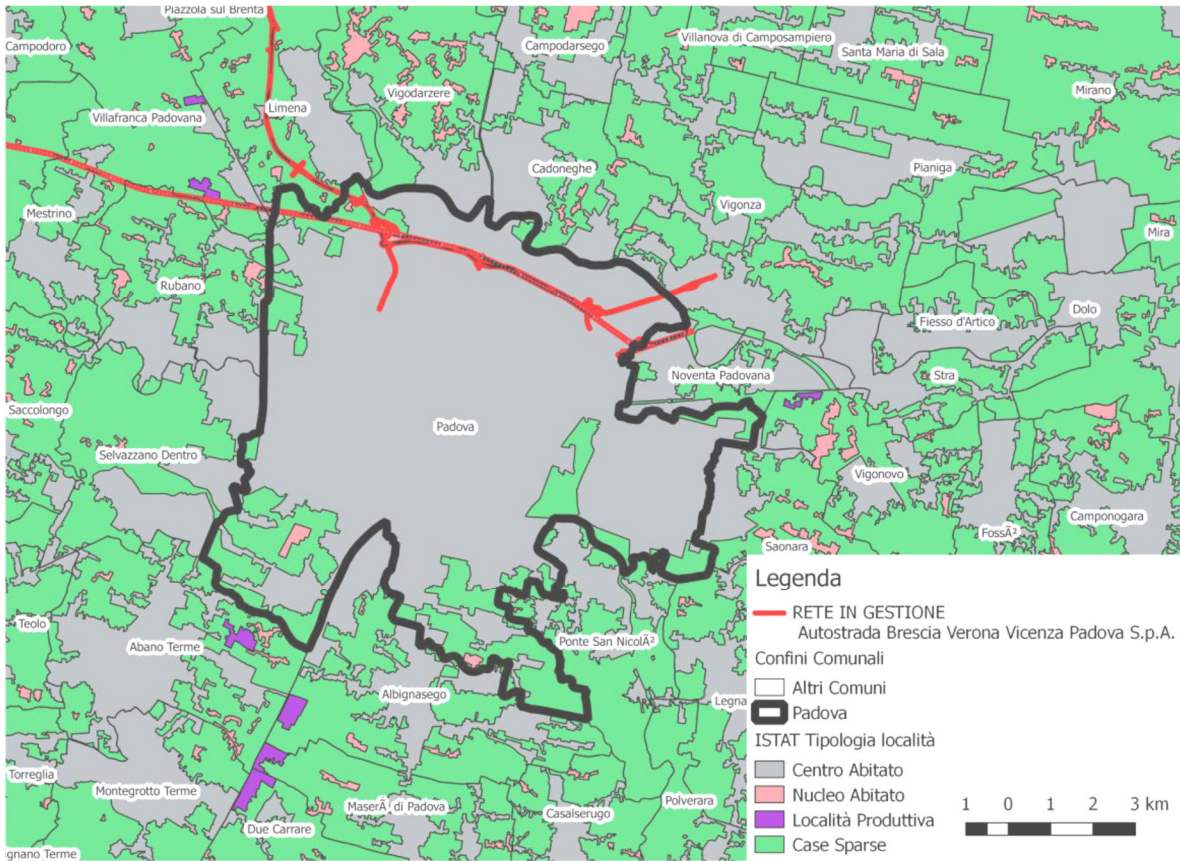 Piazzola sul Brenta
Campodoro
Campodarsego
Villanova di Camposampiero
Santa Maria di Sala
Mirano
Vigodarzere
Limena
Villafranca Padovana
Cadoneghe
Pianiga
Vigonza
Mestrino
Mira
Rubano
Dolo
Fiesso d'Artico
Noventa Padovana
Stra
Saccolongo
Padova
Selvazzano Dentro
Vigonovo
Camponogara
FossÃ²
Saonara
Teolo
Abano Terme
Ponte San NicolÃ²
Albignasego
Legna
Torreglia
Montegrotto Terme
MaserÃ di Padova
Casalserugo
Polverara
Due Carrare
gnano Terme
Legenda
RETE IN GESTIONE
Autostrada Brescia Verona Vicenza Padova S.p.A.
Confini Comunali
Altri Comuni
Padova
ISTAT Tipologia località
Centro Abitato
Nucleo Abitato
Località Produttiva
Case Sparse
1 0 1 2 3 km